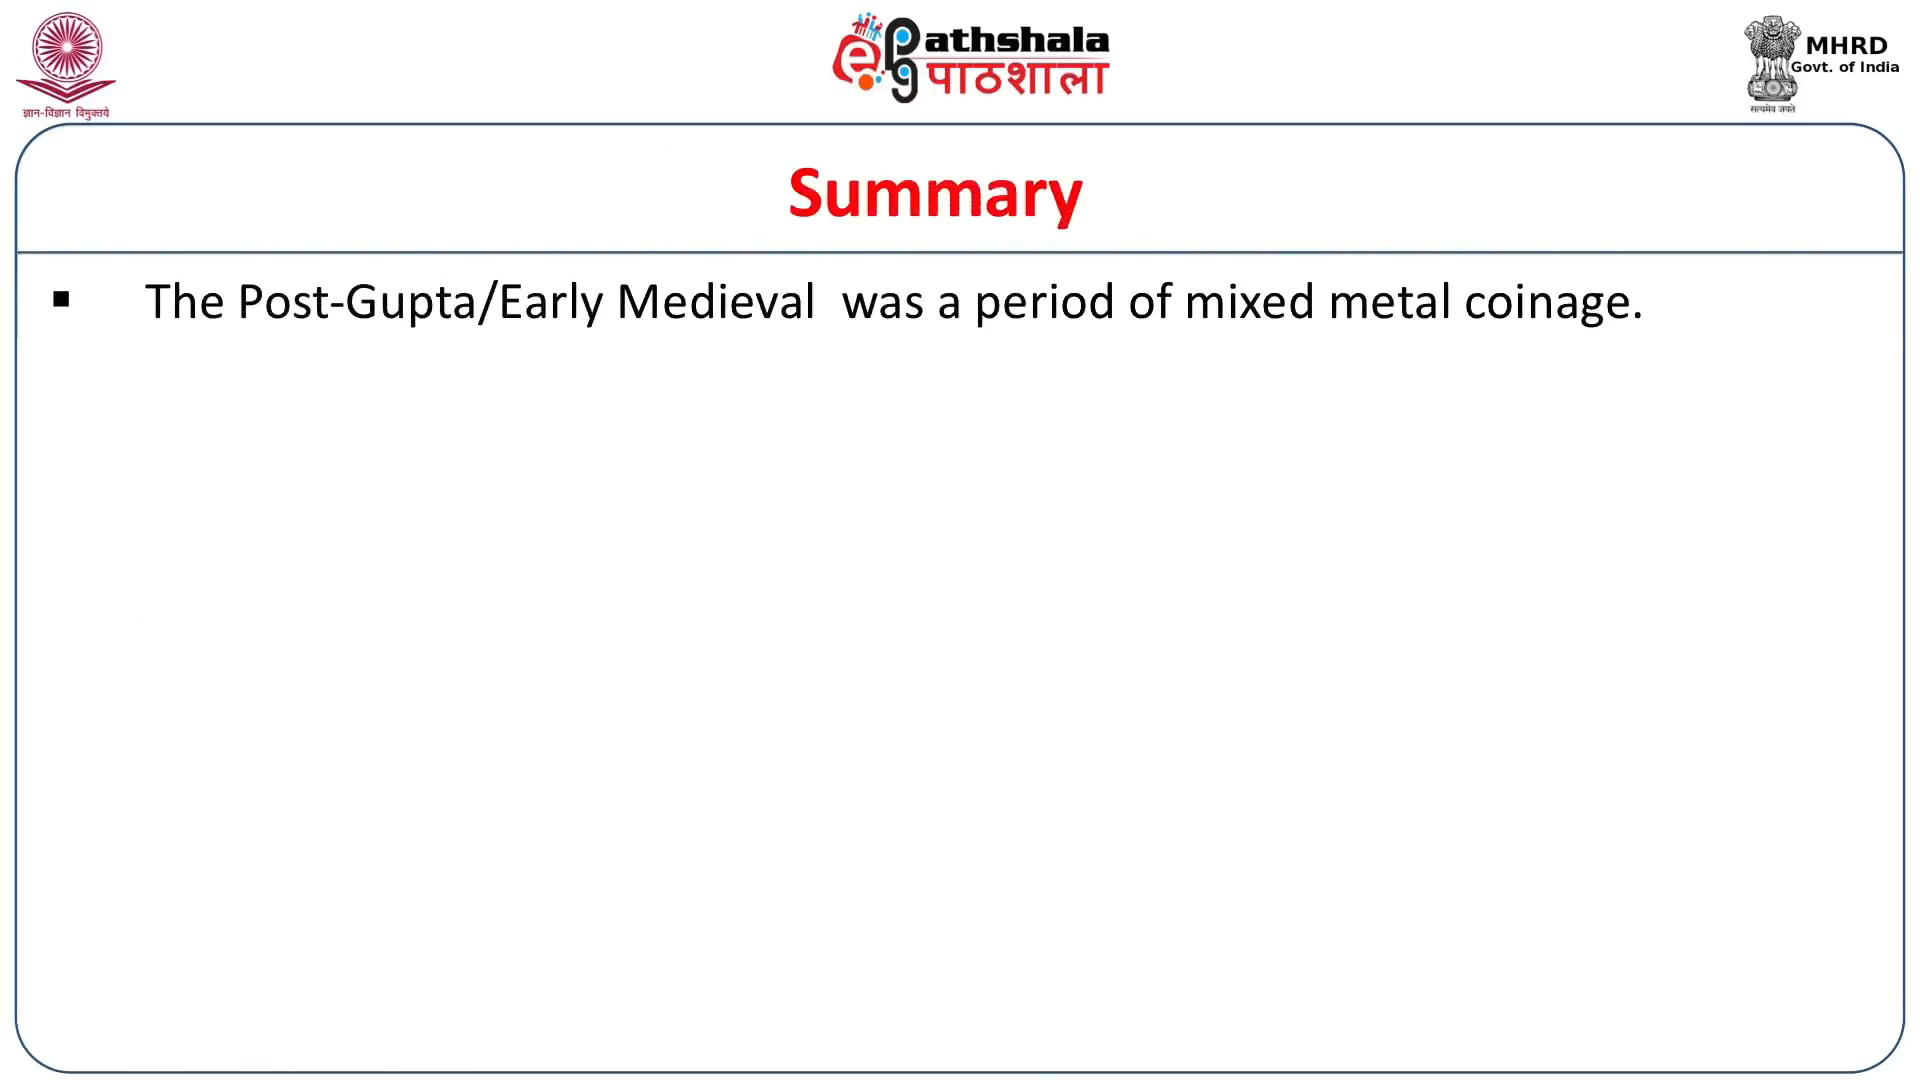 ज्ञान-विज्ञान विमुक्तये
e Pathshala
पाठशाला
MHRD
Govt. of India
सत्यमेव जयते
Summary
▪ The Post-Gupta/Early Medieval was a period of mixed metal coinage.